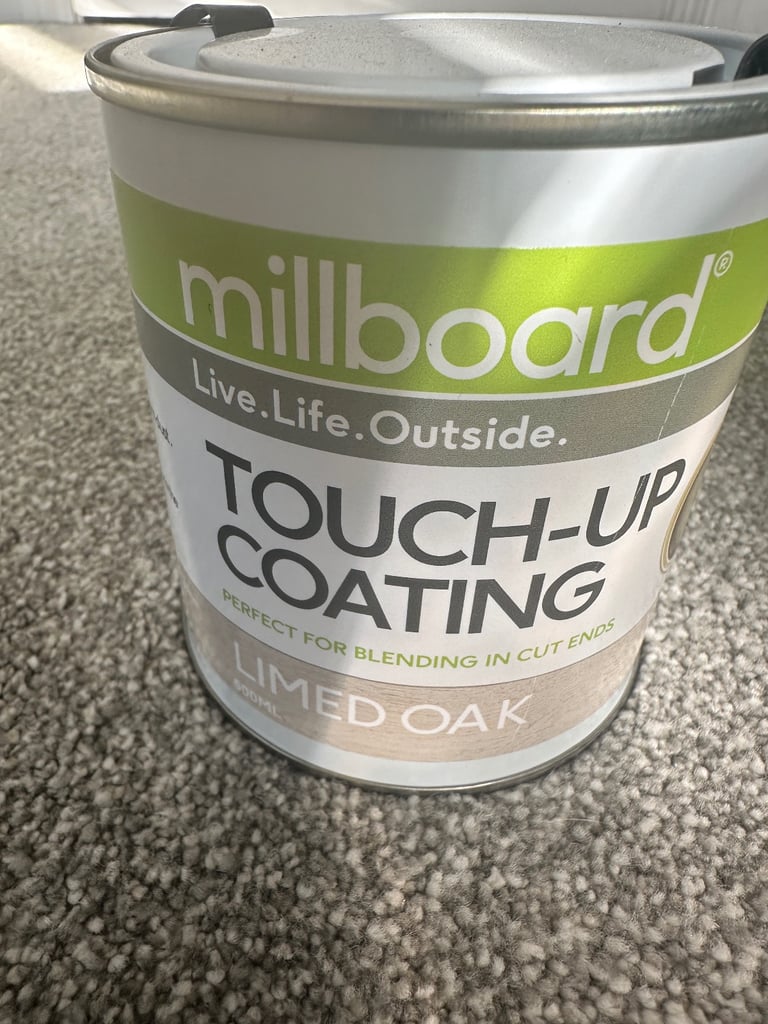 millboard®
Live.Life.Outside.
TOUCH-UP
COATING
PERFECT FOR BLENDING IN CUT ENDS
LIMED OAK
500ML